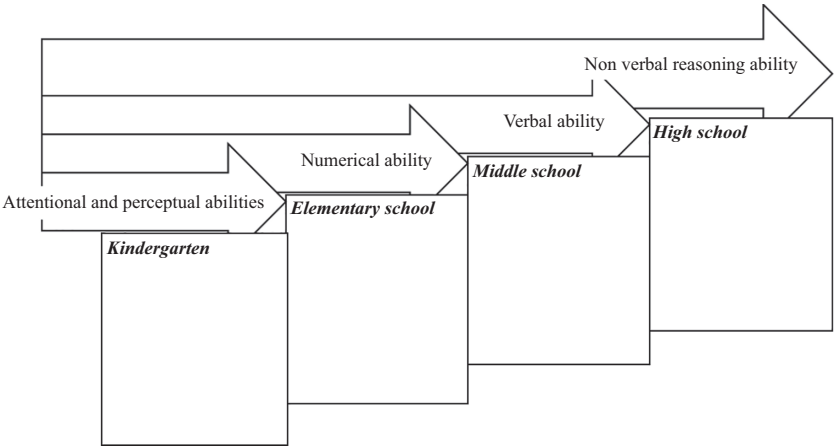 Non verbal reasoning ability
Verbal ability
High school
Numerical ability
Middle school
Attentional and perceptual abilities
Elementary school
Kindergarten